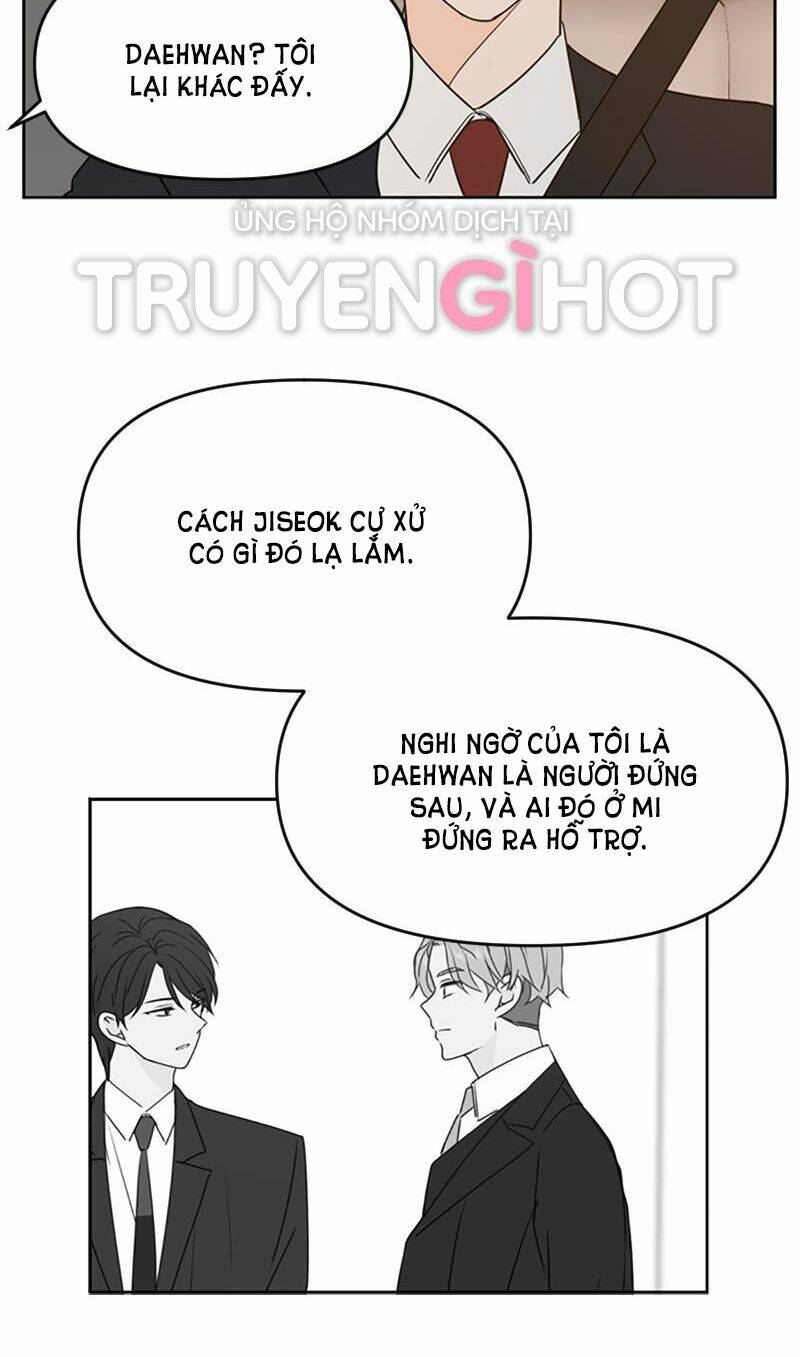 DAEHWAN? TÔI
LẠI KHÁC ĐẤY.
ỦNG HỘ NHÓM DỊCH TẠI
TRUYENGÌHOT
CÁCH JISEOK CƯ XỬ
CÓ GÌ ĐÓ LẠ LẮM.
NGHI NGỜ CỦA TÔI LÀ
DAEHWAN LÀ NGƯỜI ĐỨNG
SAU, VÀ AI ĐÓ Ở MI
ĐỨNG RA HỖ TRỢ.